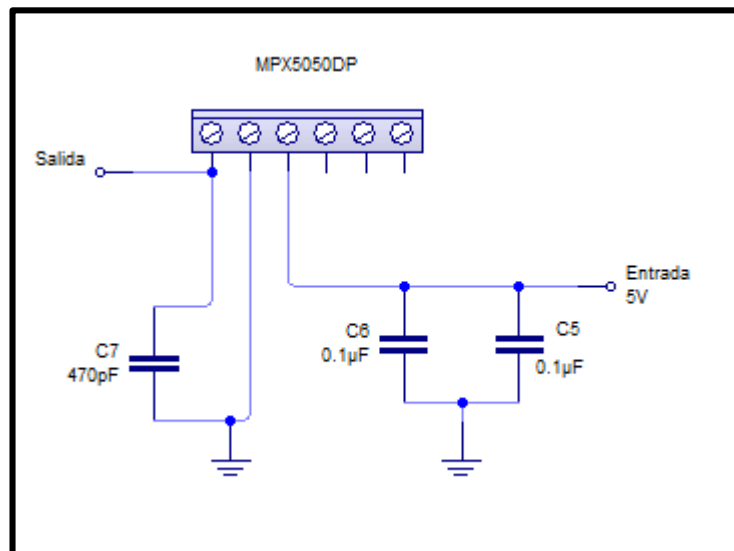 MPX5050DP
Salida
Entrada
5V
C7
470pF
C6
0.1µF
C5
0.1µF